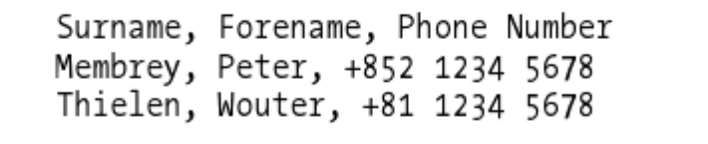 Surname, Forename, Phone Number
Membrey, Peter, +852 1234 5678
Thielen, Wouter, +81 1234 5678